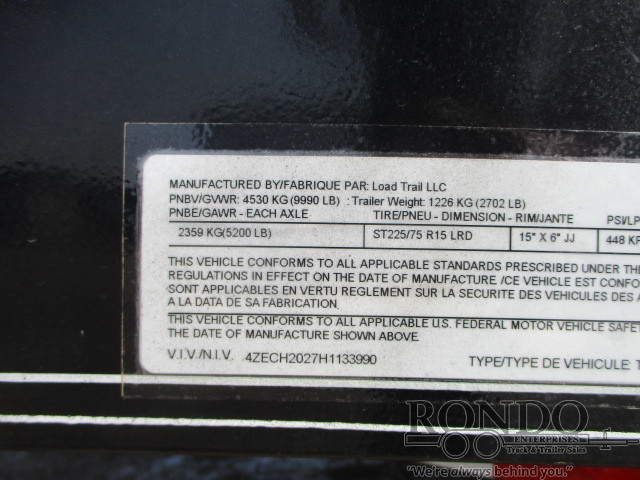 MANUFACTURED BY/FABRIQUE PAR: Load Trail LLC
PNBV/GVWR: 4530 KG (9990 LB) : Trailer Weight: 1226 KG (2702 LB)
PNBE/GAWR - EACH AXLE TIRE/PNEU - DIMENSION - RIM/JANTE PSI/LP
2359 KG(5200 LB) ST225/75 R15 LRD 15" X 6" JJ 448 KP
THIS VEHICLE CONFORMS TO ALL APPLICABLE STANDARDS PRESCRIBED UNDER THE
REGULATIONS IN EFFECT ON THE DATE OF MANUFACTURE /CE VEHICLE EST CONF
SONT APPLICABLES EN VERTU REGLEMENT SUR LA SECURITE DES VEHICULES DES A
A LA DATA DE SA FABRICATION.
THIS VEHICLE CONFORMS TO ALL APPLICABLE U.S. FEDERAL MOTOR VEHICLE SAFET
THE DATE OF MANUFACTURE SHOWN ABOVE.
V.I.V./N.I.V. 4ZECH2027H1133990 TYPE/TYPE DE VEHICULE: T
RONDO
ENTERPRISES
Truck & Trailer Sales
"We're always behind you."